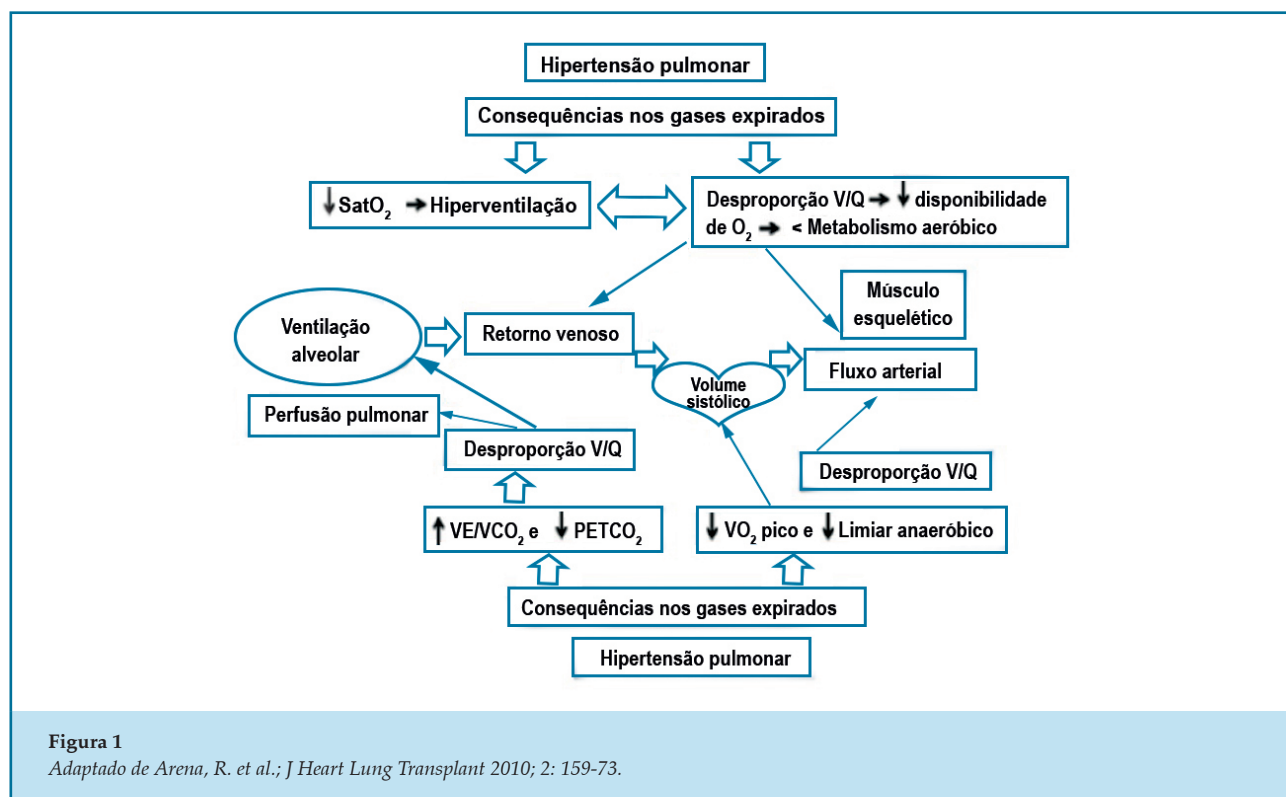 Hipertensão pulmonar
Consequências nos gases expirados
↓ SatO₂ → Hiperventilação
Desproporção V/Q → ↓ disponibilidade
de O₂ → < Metabolismo aeróbico
Músculo
esquelético
Ventilação
alveolar
Retorno venoso
Volume
sistólico
Fluxo arterial
Perfusão pulmonar
Desproporção V/Q
Desproporção V/Q
↑ VE/VCO₂ e ↓ PETCO₂
↓ VO₂ pico e ↓ Limiar anaeróbico
Consequências nos gases expirados
Hipertensão pulmonar
Figura 1
Adaptado de Arena, R. et al.; J Heart Lung Transplant 2010; 2: 159-73.